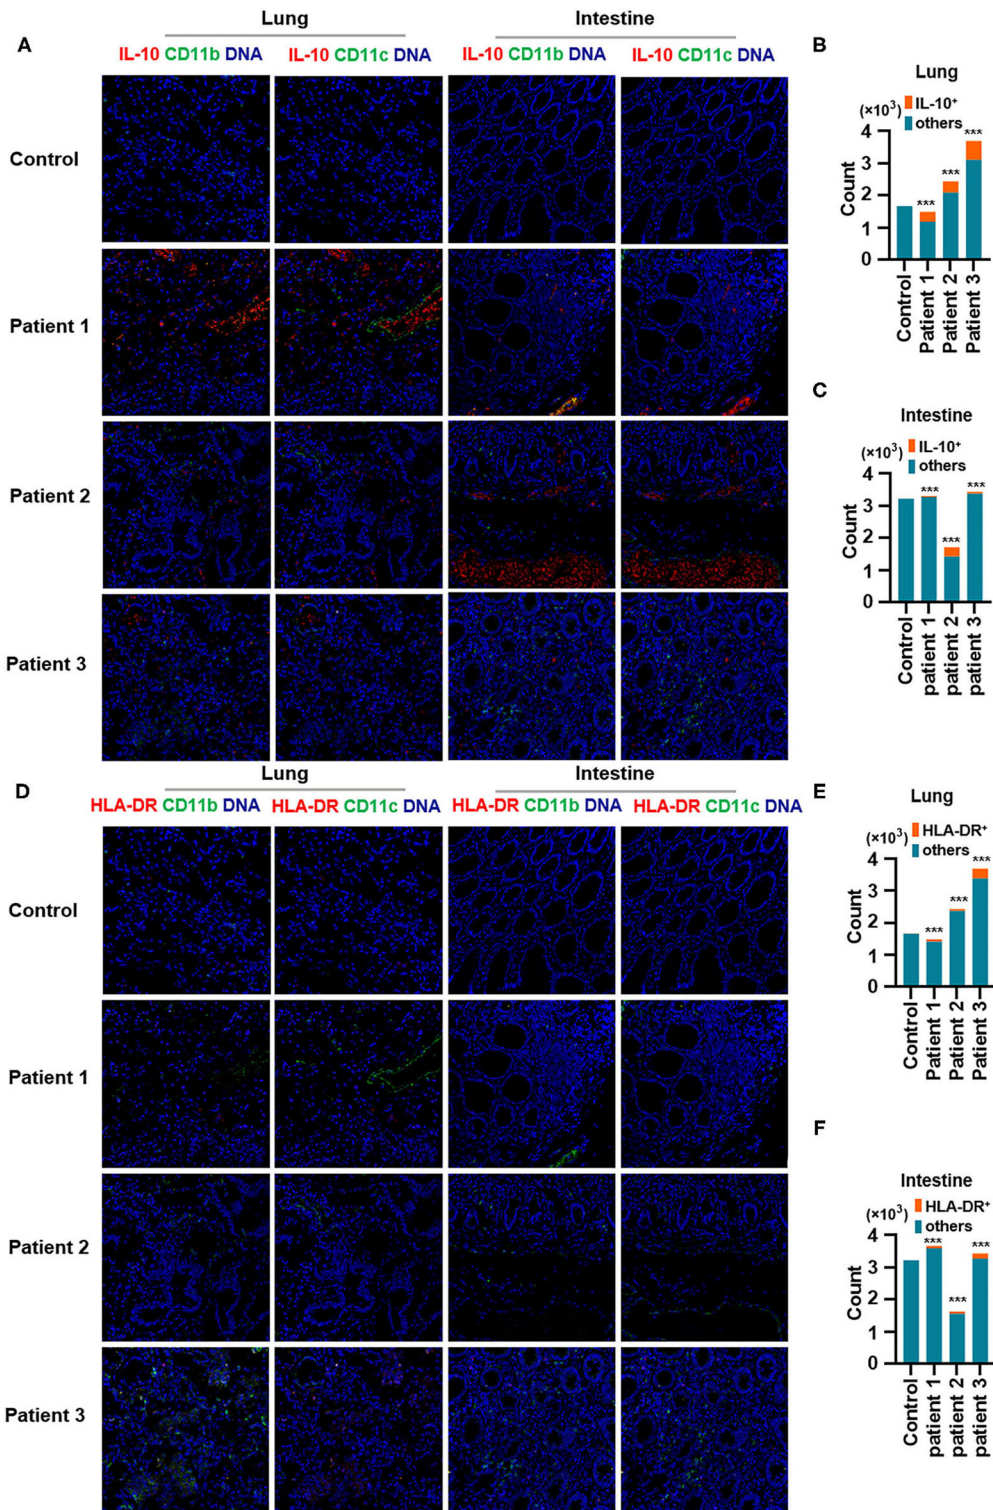 Lung Intestine
A IL-10 CD11b DNA IL-10 CD11c DNA IL-10 CD11b DNA IL-10 CD11c DNA
Control
Patient 1
Patient 2
Patient 3
B
Lung
(×10³) IL-10⁺
others
4
3
2
1
0
Count
*** *** ***
Control Patient 1 Patient 2 Patient 3
C
Intestine
(×10³) IL-10⁺
others
4
3
2
1
0
Count
*** *** ***
Control patient 1 patient 2 patient 3
D Lung Intestine
HLA-DR CD11b DNA HLA-DR CD11c DNA HLA-DR CD11b DNA HLA-DR CD11c DNA
Control
Patient 1
Patient 2
Patient 3
E
Lung
(×10³) HLA-DR⁺
others
4
3
2
1
0
Count
*** *** ***
Control Patient 1 Patient 2 Patient 3
F
Intestine
(×10³) HLA-DR⁺
others
4
3
2
1
0
Count
*** *** ***
Control patient 1 patient 2 patient 3